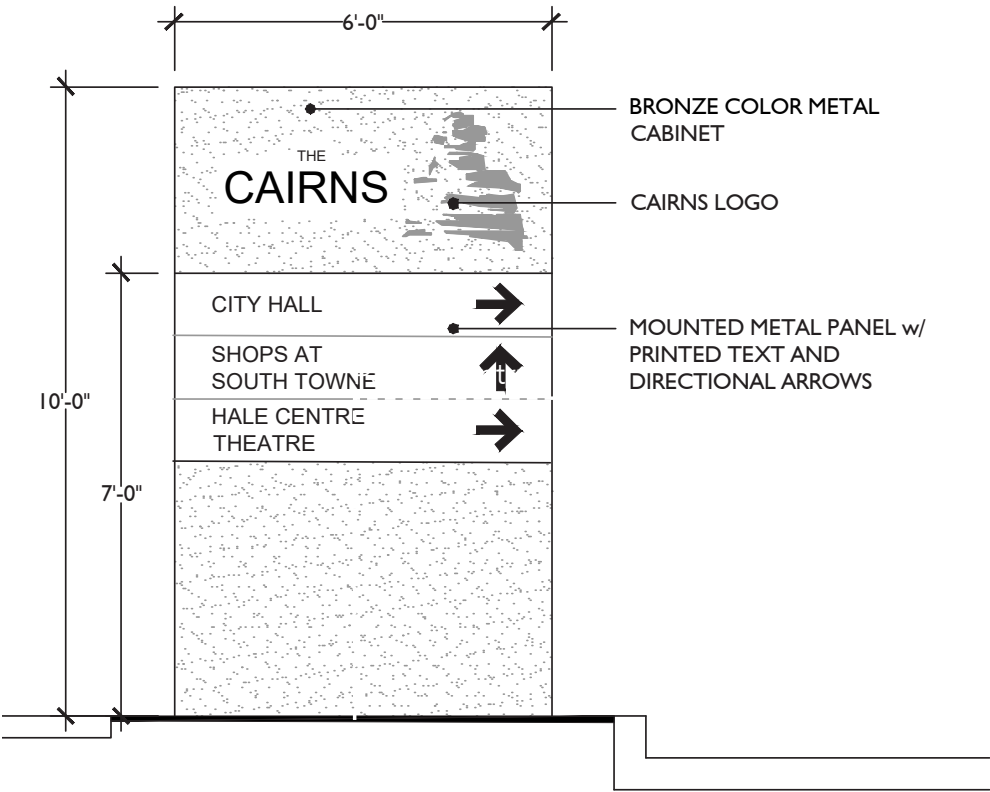 6'-0"
BRONZE COLOR METAL
CABINET
THE
CAIRNS
CAIRNS LOGO
CITY HALL
MOUNTED METAL PANEL w/
PRINTED TEXT AND
DIRECTIONAL ARROWS
SHOPS AT
SOUTH TOWNE
t
HALE CENTRE
THEATRE
10'-0"
7'-0"